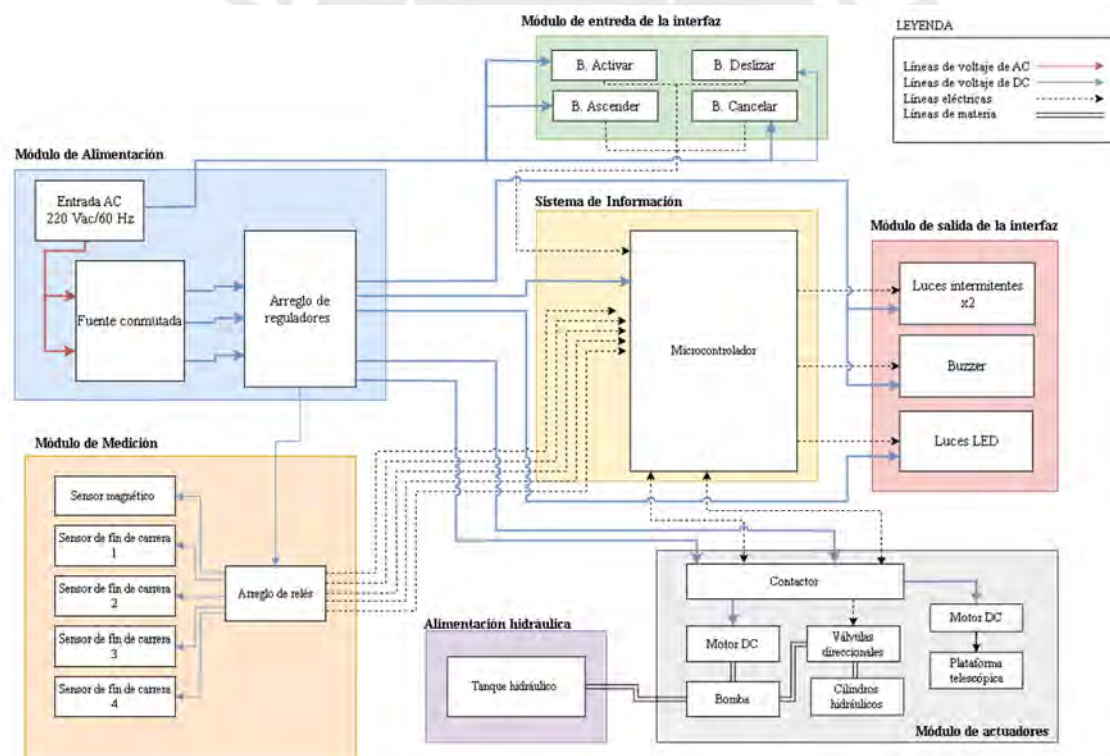 Módulo de entreda de la interfaz
B. Activar
B. Deslizar
B. Ascender
B. Cancelar
LEYENDA
Líneas de voltaje de AC
Líneas de voltaje de DC
Líneas eléctricas
Líneas de materia
Módulo de Alimentación
Entrada AC
220 Vac/60 Hz
Fuente conmutada
Arreglo de
reguladores
Sistema de Información
Microcontrolador
Módulo de salida de la interfaz
Luces intermitentes
x2
Buzzer
Luces LED
Módulo de Medición
Sensor magnético
Sensor de fin de carrera
1
Sensor de fin de carrera
2
Sensor de fin de carrera
3
Sensor de fin de carrera
4
Arreglo de relés
Alimentación hidráulica
Tanque hidráulico
Contactor
Motor DC
Válvulas
direccionales
Motor DC
Bomba
Cilindros
hidráulicos
Plataforma
telescópica
Módulo de actuadores